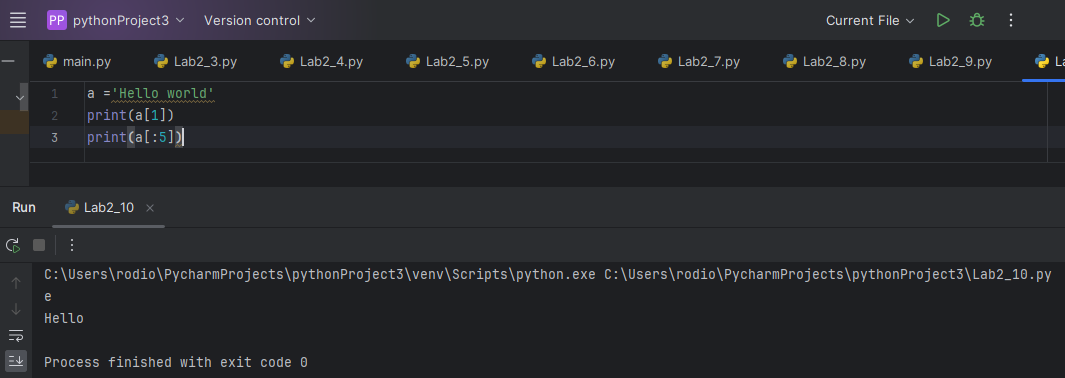 PP pythonProject3 Version control Current File
main.py Lab2_3.py Lab2_4.py Lab2_5.py Lab2_6.py Lab2_7.py Lab2_8.py Lab2_9.py La
1 a ='Hello world'
2 print(a[1])
3 print(a[:5])
Run Lab2_10
C:\Users\rodio\PycharmProjects\pythonProject3\venv\Scripts\python.exe C:\Users\rodio\PycharmProjects\pythonProject3\Lab2_10.py
e
Hello
Process finished with exit code 0